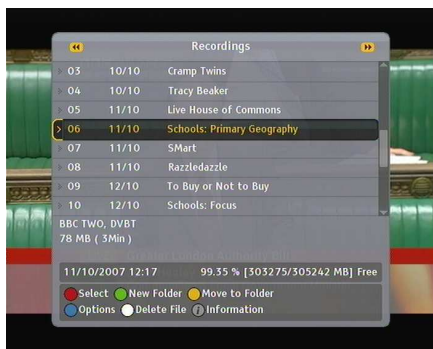 Recordings
03 10/10 Cramp Twins
04 10/10 Tracy Beaker
05 11/10 Live House of Commons
06 11/10 Schools: Primary Geography
07 11/10 SMart
08 11/10 Razzledazzle
09 12/10 To Buy or Not to Buy
10 12/10 Schools: Focus
BBC TWO, DVBT
78 MB ( 3Min )
11/10/2007 12:17 99.35 % [303275/305242 MB] Free
Select New Folder Move to Folder
Options Delete File i Information